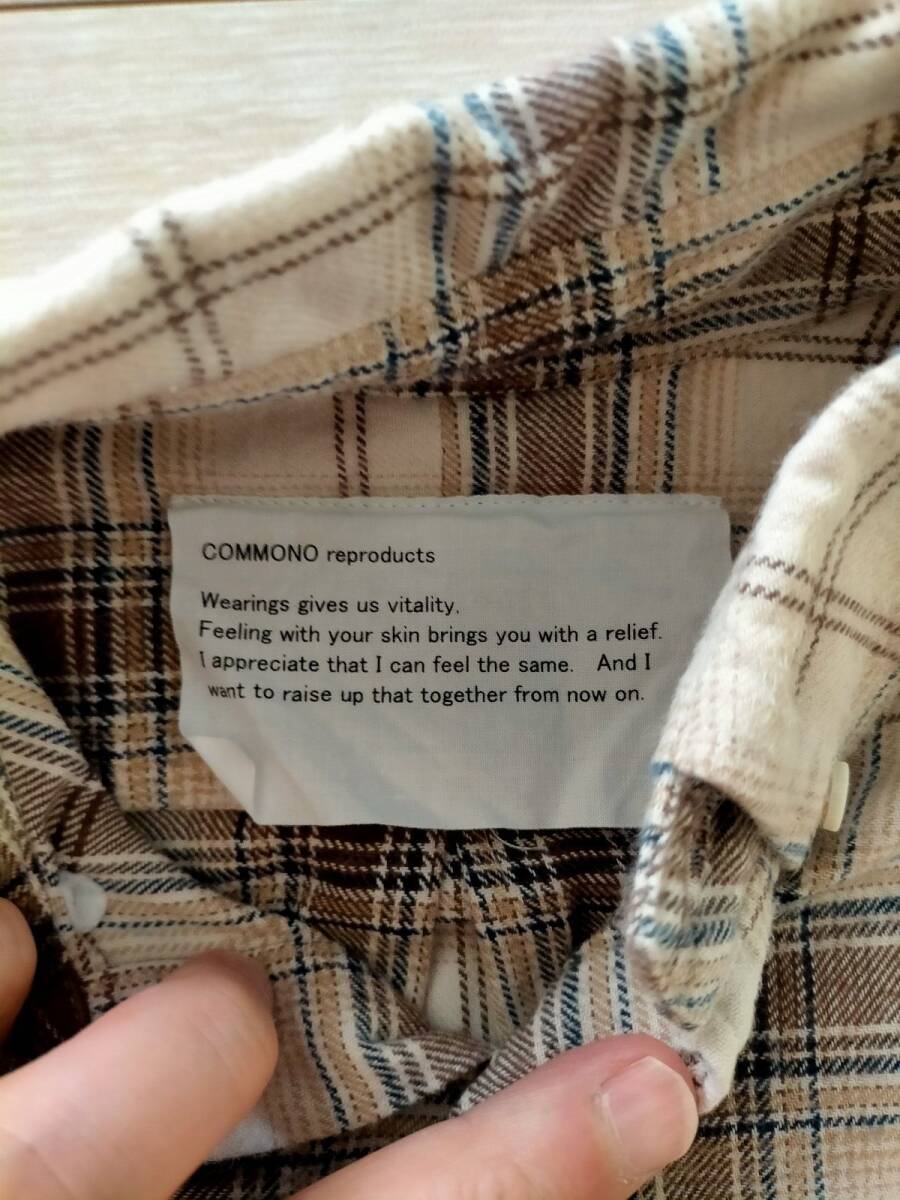 COMMONO reproducts
Wearings gives us vitality.
Feeling with your skin brings you with a relief.
I appreciate that I can feel the same. And I
want to raise up that together from now on.